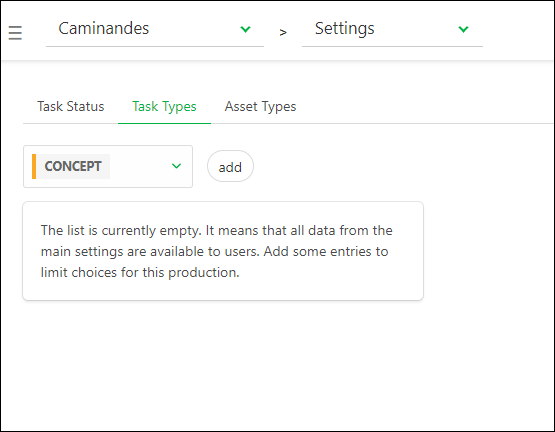 Caminandes > Settings
Task Status Task Types Asset Types
CONCEPT add
The list is currently empty. It means that all data from the
main settings are available to users. Add some entries to
limit choices for this production.